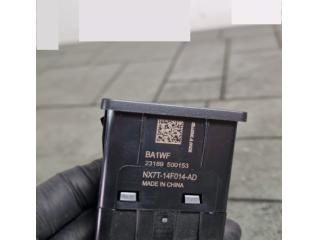 BA1WF
23189 500153
NX7T-14F014-AD
MADE IN CHINA